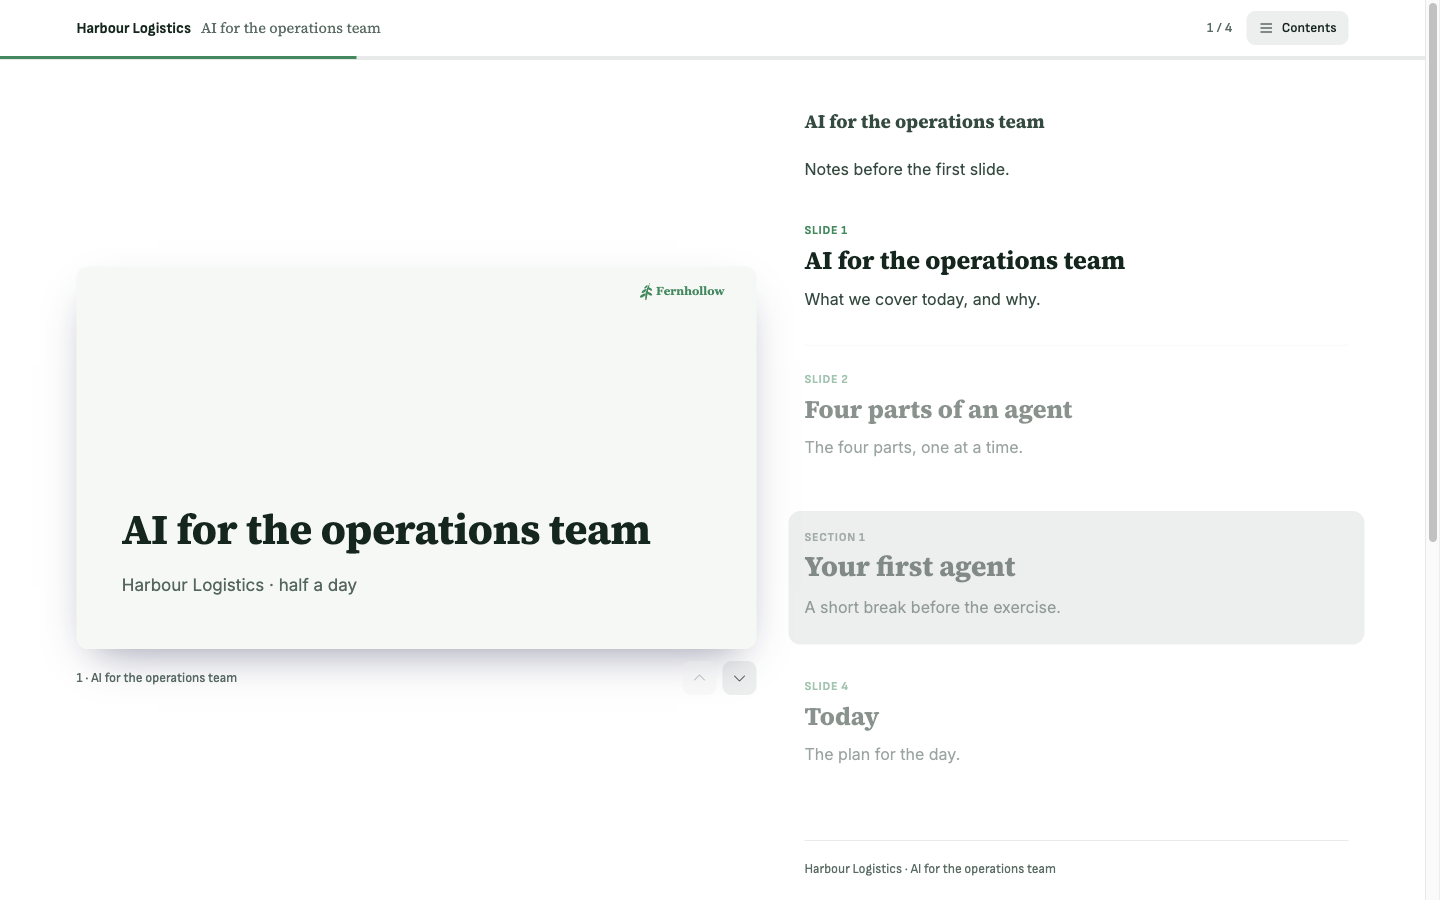 Harbour Logistics AI for the operations team
1 / 4
Contents
Fernhollow
AI for the operations team
Harbour Logistics · half a day
1 · AI for the operations team
AI for the operations team
Notes before the first slide.
SLIDE 1
AI for the operations team
What we cover today, and why.
SLIDE 2
Four parts of an agent
The four parts, one at a time.
SECTION 1
Your first agent
A short break before the exercise.
SLIDE 4
Today
The plan for the day.
Harbour Logistics · AI for the operations team